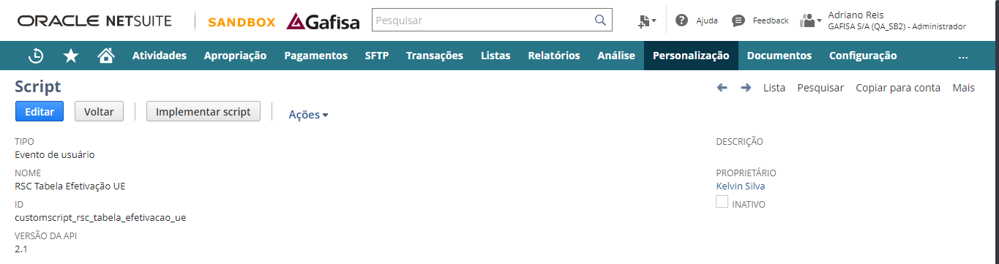 ORACLE NETSUITE SANDBOX Gafisa Pesquisar Ajuda Feedback Adriano Reis
GAFISA S/A (QA_SB2) - Administrador
Atividades Apropriação Pagamentos SFTP Transações Listas Relatórios Análise Personalização Documentos Configuração ...
Script
Lista Pesquisar Copiar para conta Mais
Editar Voltar Implementar script Ações
TIPO
Evento de usuário
NOME
RSC Tabela Efetivação UE
ID
customscript_rsc_tabela_efetivacao_ue
VERSÃO DA API
2.1
DESCRIÇÃO
PROPRIETÁRIO
Kelvin Silva
INATIVO